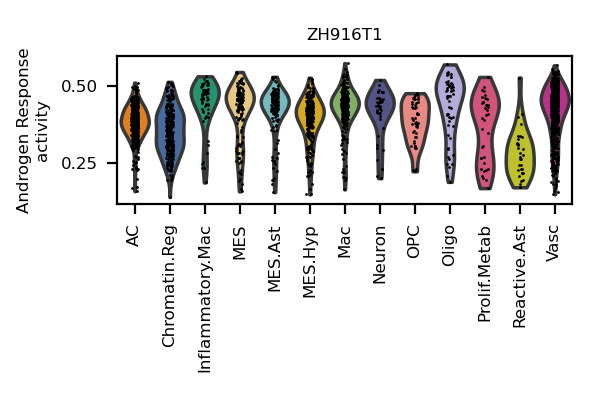 ZH916T1
Androgen Response
activity
0.50
0.25
AC
Chromatin.Reg
Inflammatory.Mac
MES
MES.Ast
MES.Hyp
Mac
Neuron
OPC
Oligo
Prolif.Metab
Reactive.Ast
Vasc